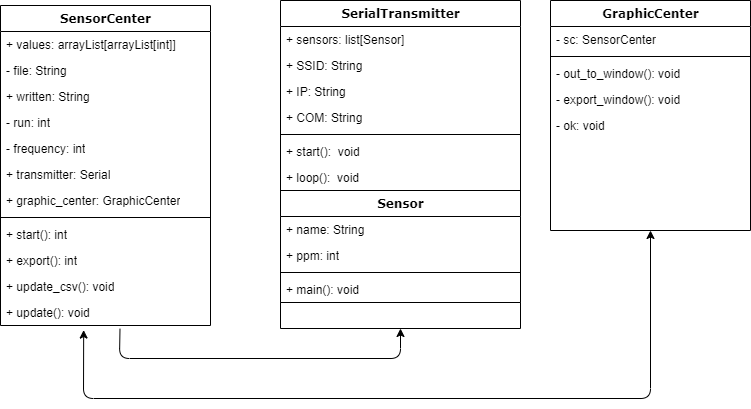 SensorCenter
+ values: arrayList[arrayList[int]]
- file: String
+ written: String
- run: int
- frequency: int
+ transmitter: Serial
+ graphic_center: GraphicCenter
+ start(): int
+ export(): int
+ update_csv(): void
+ update(): void
SerialTransmitter
+ sensors: list[Sensor]
+ SSID: String
+ IP: String
+ COM: String
+ start():  void
+ loop():  void
Sensor
+ name: String
+ ppm: int
+ main(): void
GraphicCenter
- sc: SensorCenter
- out_to_window(): void
- export_window(): void
- ok: void